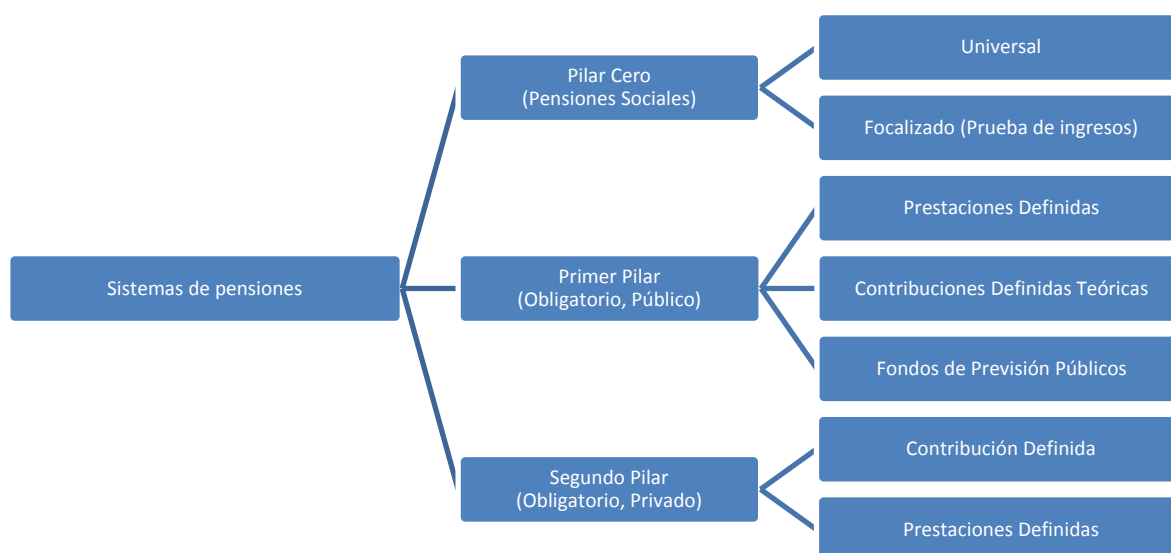 Sistemas de pensiones
Pilar Cero
(Pensiones Sociales)
Universal
Focalizado (Prueba de ingresos)
Primer Pilar
(Obligatorio, Público)
Prestaciones Definidas
Contribuciones Definidas Teóricas
Fondos de Previsión Públicos
Segundo Pilar
(Obligatorio, Privado)
Contribución Definida
Prestaciones Definidas